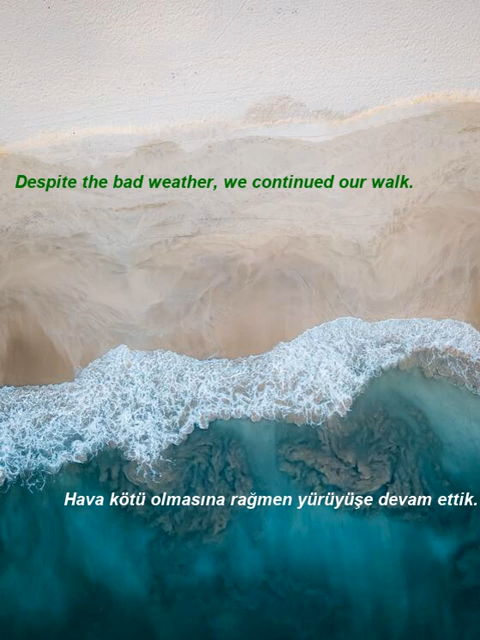 Despite the bad weather, we continued our walk.
Hava kötü olmasına rağmen yürüyüşe devam ettik.